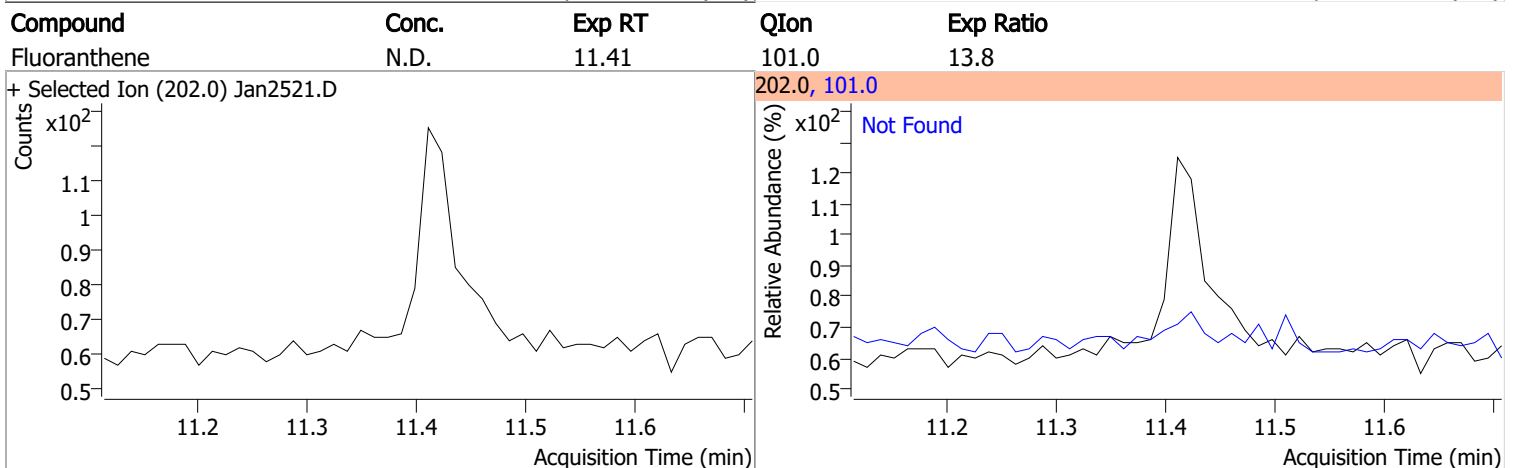 Compound Conc. Exp RT QIon Exp Ratio
Fluoranthene N.D. 11.41 101.0 13.8
+ Selected Ion (202.0) Jan2521.D
Counts
x10²
1.1
1
0.9
0.8
0.7
0.6
0.5
11.2 11.3 11.4 11.5 11.6
Acquisition Time (min)
202.0, 101.0
Relative Abundance (%)
x10²
Not Found
1.2
1.1
1
0.9
0.8
0.7
0.6
0.5
11.2 11.3 11.4 11.5 11.6
Acquisition Time (min)